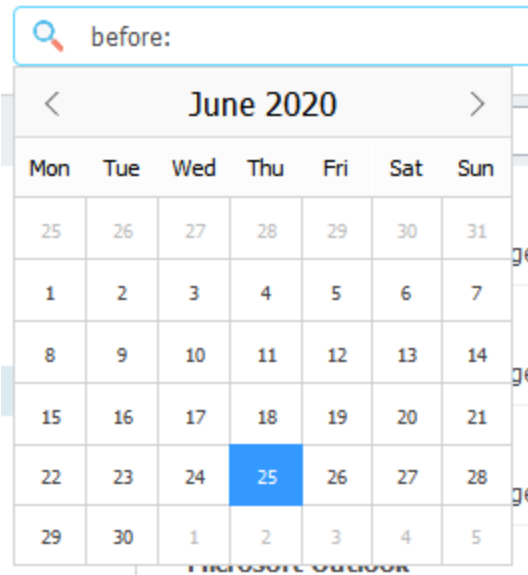 before:
June 2020
Mon Tue Wed Thu Fri Sat Sun
25 26 27 28 29 30 31
1 2 3 4 5 6 7
8 9 10 11 12 13 14
15 16 17 18 19 20 21
22 23 24 25 26 27 28
29 30 1 2 3 4 5
Microsoft Outlook